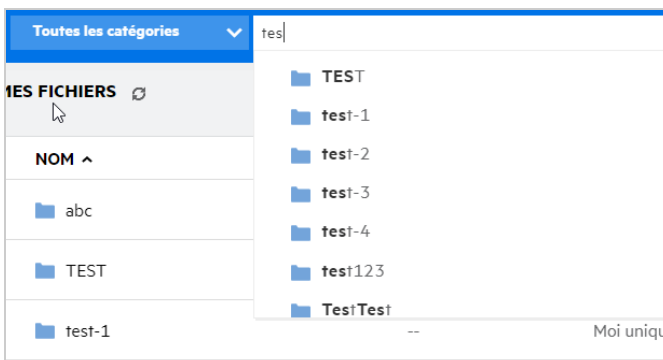 Toutes les catégories
tes
MES FICHIERS
NOM
abc
TEST
test-1
TEST
test-1
test-2
test-3
test-4
test123
TestTest
-- Moi uniqu